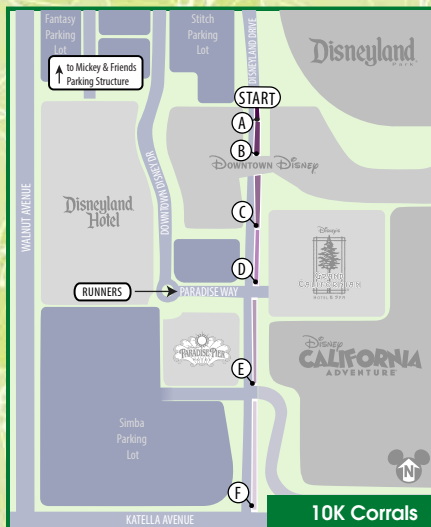 Fantasy
Parking
Lot
Stitch
Parking
Lot
DISNEYLAND DRIVE
Disneyland
PARK
to Mickey & Friends
Parking Structure
START
A
B
DOWNTOWN DISNEY
WALNUT AVENUE
Disneyland
Hotel
DOWNTOWN DISNEY DR
C
Disney's
GRAND
CALIFORNIAN
HOTEL & SPA
D
RUNNERS
PARADISE WAY
Disney's
PARADISE PIER
HOTEL
Disney
CALIFORNIA
ADVENTURE
E
Simba
Parking
Lot
F
N
KATELLA AVENUE
10K Corrals